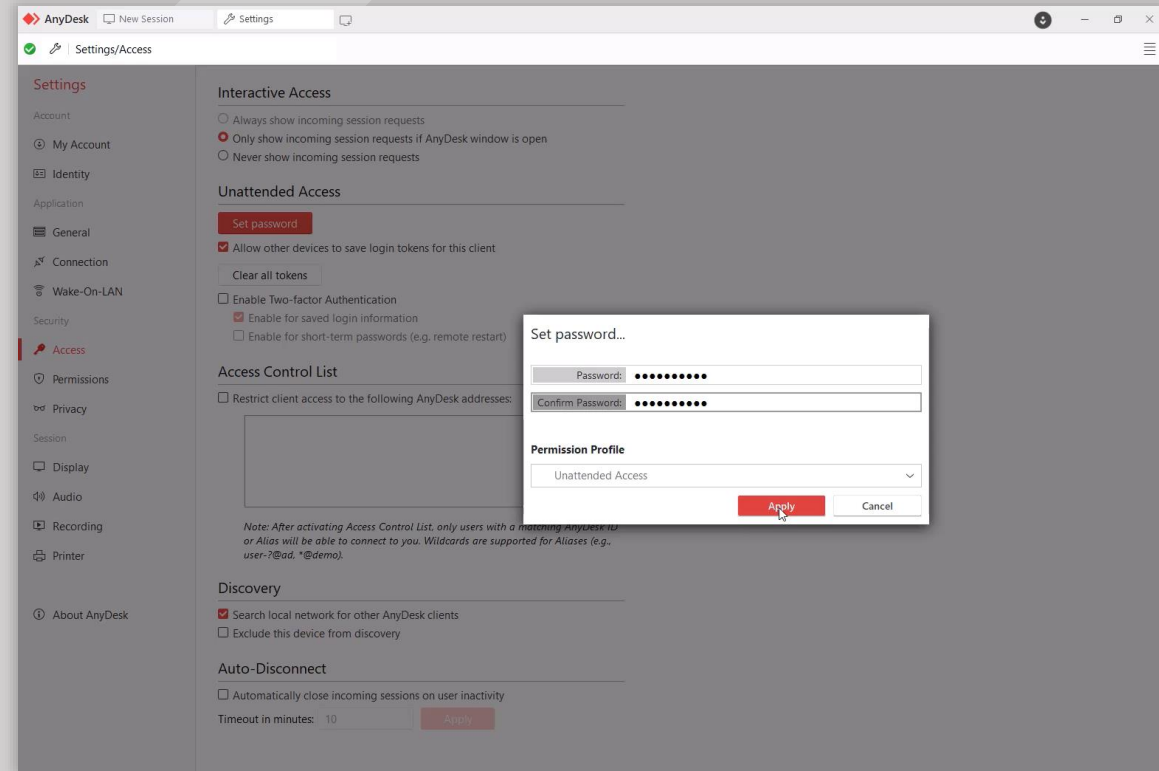 AnyDesk New Session Settings
Settings/Access
Settings
Account
My Account
Identity
Application
General
Connection
Wake-On-LAN
Security
Access
Permissions
Privacy
Session
Display
Audio
Recording
Printer
About AnyDesk
Interactive Access
Always show incoming session requests
Only show incoming session requests if AnyDesk window is open
Never show incoming session requests
Unattended Access
Set password
Allow other devices to save login tokens for this client
Clear all tokens
Enable Two-factor Authentication
Enable for saved login information
Enable for short-term passwords (e.g. remote restart)
Access Control List
Restrict client access to the following AnyDesk addresses:
Note: After activating Access Control List, only users with a matching AnyDesk ID
or Alias will be able to connect to you. Wildcards are supported for Aliases (e.g.,
user-?@ad, *@demo).
Discovery
Search local network for other AnyDesk clients
Exclude this device from discovery
Auto-Disconnect
Automatically close incoming sessions on user inactivity
Timeout in minutes: 10 Apply
Set password...
Password: ●●●●●●●●●●
Confirm Password: ●●●●●●●●●●
Permission Profile
Unattended Access
Apply Cancel